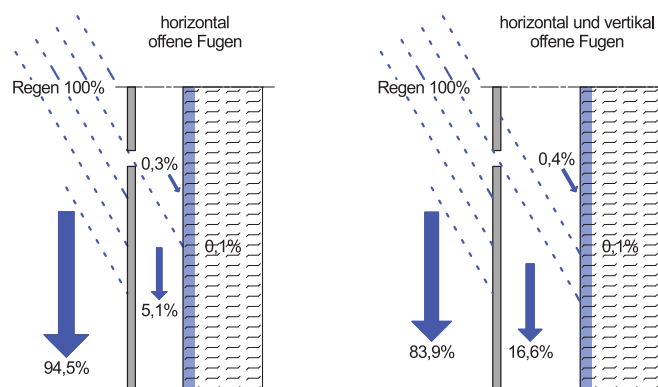 horizontal
offene Fugen
Regen 100%
0,3%
0,1%
5,1%
94,5%
horizontal und vertikal
offene Fugen
Regen 100%
0,4%
0,1%
83,9%
16,6%